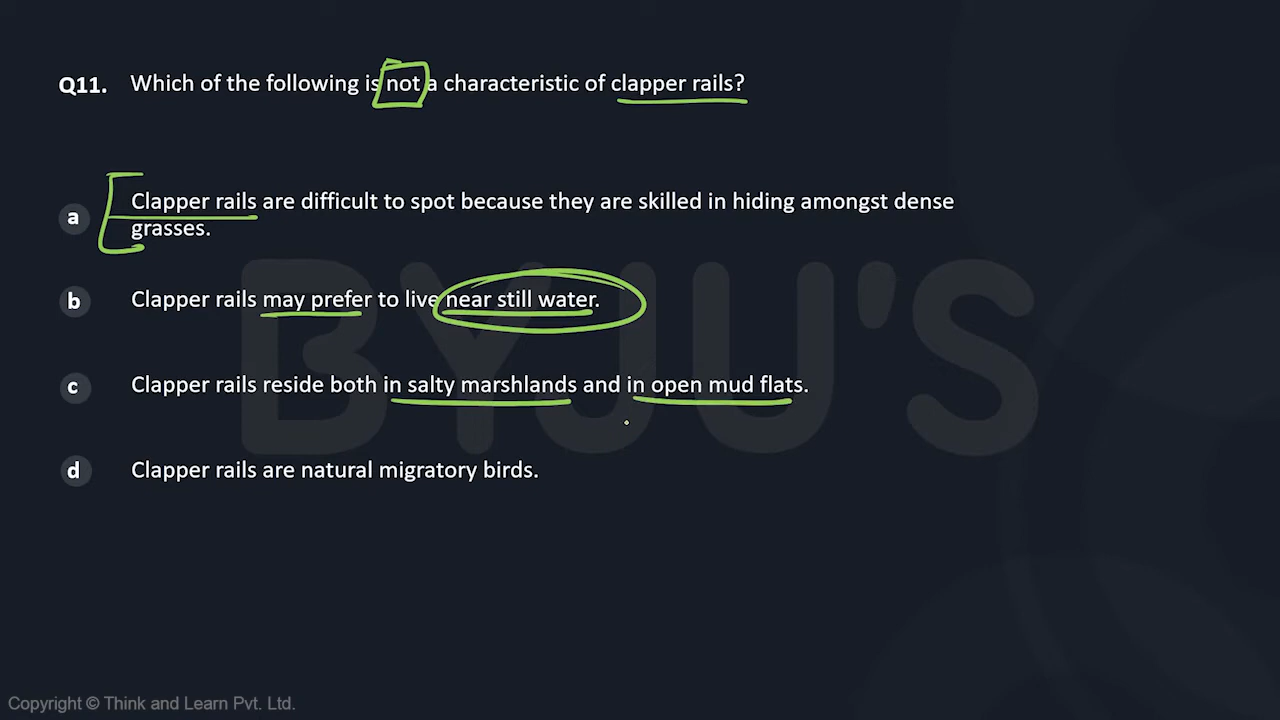 Q11. Which of the following is not a characteristic of clapper rails?
a Clapper rails are difficult to spot because they are skilled in hiding amongst dense
grasses.
b Clapper rails may prefer to live near still water.
BYJU'S
c Clapper rails reside both in salty marshlands and in open mud flats.
d Clapper rails are natural migratory birds.
Copyright © Think and Learn Pvt. Ltd.